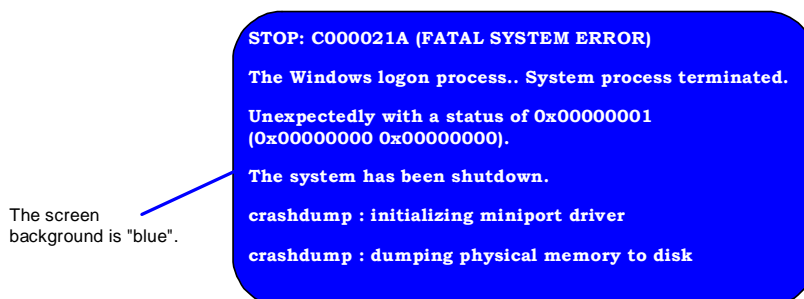 STOP: C000021A (FATAL SYSTEM ERROR)
The Windows logon process.. System process terminated.
Unexpectedly with a status of 0x00000001
(0x00000000 0x00000000).
The system has been shutdown.
The screen
background is "blue".
crashdump : initializing miniport driver
crashdump : dumping physical memory to disk